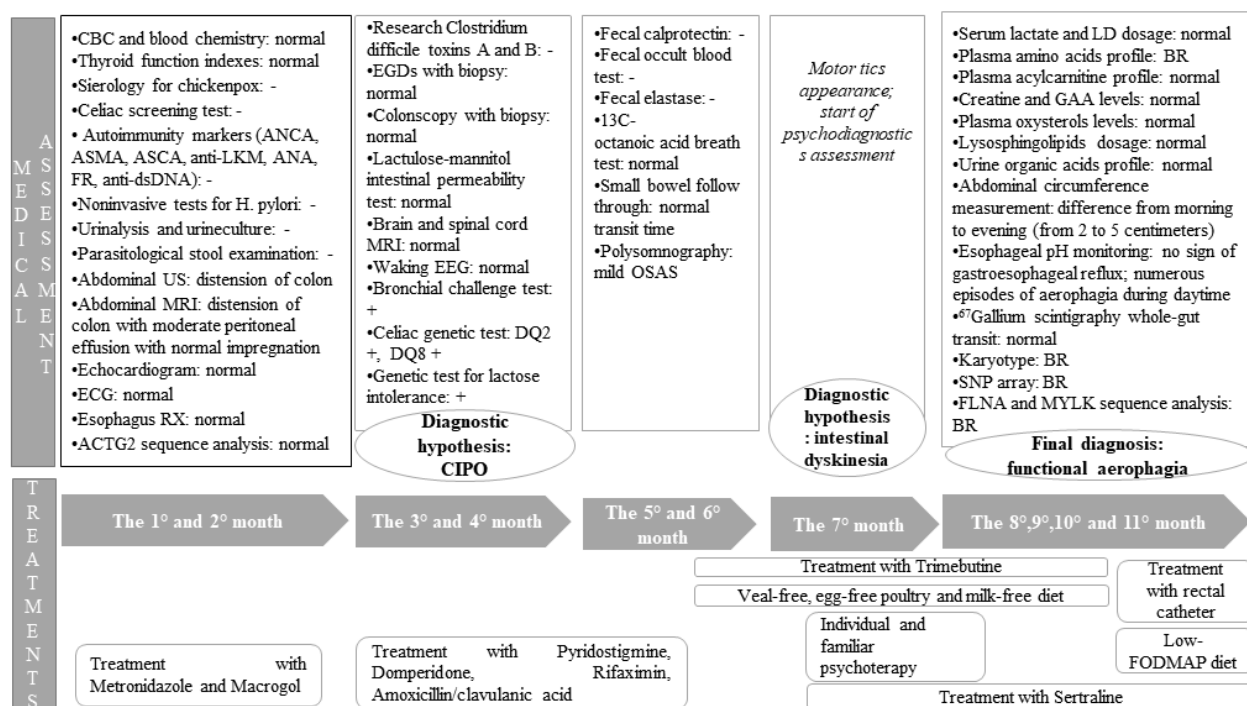 MEDICAL
ASSESSMENT
•CBC and blood chemistry: normal
•Thyroid function indexes: normal
•Sierology for chickenpox: -
•Celiac screening test: -
• Autoimmunity markers (ANCA,
ASMA, ASCA, anti-LKM, ANA,
FR, anti-dsDNA): -
•Noninvasive tests for H. pylori: -
•Urinalysis and urineculture: -
•Parasitological stool examination: -
•Abdominal US: distension of colon
•Abdominal MRI: distension of
colon with moderate peritoneal
effusion with normal impregnation
•Echocardiogram: normal
•ECG: normal
•Esophagus RX: normal
•ACTG2 sequence analysis: normal
•Research Clostridium
difficile toxins A and B: -
•EGDs with biopsy:
normal
•Colonscopy with biopsy:
normal
•Lactulose-mannitol
intestinal permeability
test: normal
•Brain and spinal cord
MRI: normal
•Waking EEG: normal
•Bronchial challenge test:
+
•Celiac genetic test: DQ2
+, DQ8 +
•Genetic test for lactose
intolerance: +
Diagnostic
hypothesis:
CIPO
•Fecal calprotectin: -
•Fecal occult blood
test: -
•Fecal elastase: -
•13C-
octanoic acid breath
test: normal
•Small bowel follow
through: normal
transit time
•Polysomnography:
mild OSAS
Motor tics
appearance;
start of
psychodiagnostic
s assessment
Diagnostic
hypothesis
: intestinal
dyskinesia
•Serum lactate and LD dosage: normal
•Plasma amino acids profile: BR
•Plasma acylcarnitine profile: normal
•Creatine and GAA levels: normal
•Plasma oxysterols levels: normal
•Lysosphingolipids dosage: normal
•Urine organic acids profile: normal
•Abdominal circumference
measurement: difference from morning
to evening (from 2 to 5 centimeters)
•Esophageal pH monitoring: no sign of
gastroesophageal reflux; numerous
episodes of aerophagia during daytime
•⁶⁷Gallium scintigraphy whole-gut
transit: normal
•Karyotype: BR
•SNP array: BR
•FLNA and MYLK sequence analysis:
BR
Final diagnosis:
functional aerophagia
TREATMENTS
The 1° and 2° month
The 3° and 4° month
The 5° and 6°
month
The 7° month
The 8°,9°,10° and 11° month
Treatment with Trimebutine
Veal-free, egg-free poultry and milk-free diet
Treatment
with rectal
catheter
Individual and
familiar
psychoterapy
Low-
FODMAP diet
Treatment with
Metronidazole and Macrogol
Treatment with Pyridostigmine,
Domperidone, Rifaximin,
Amoxicillin/clavulanic acid
Treatment with Sertraline